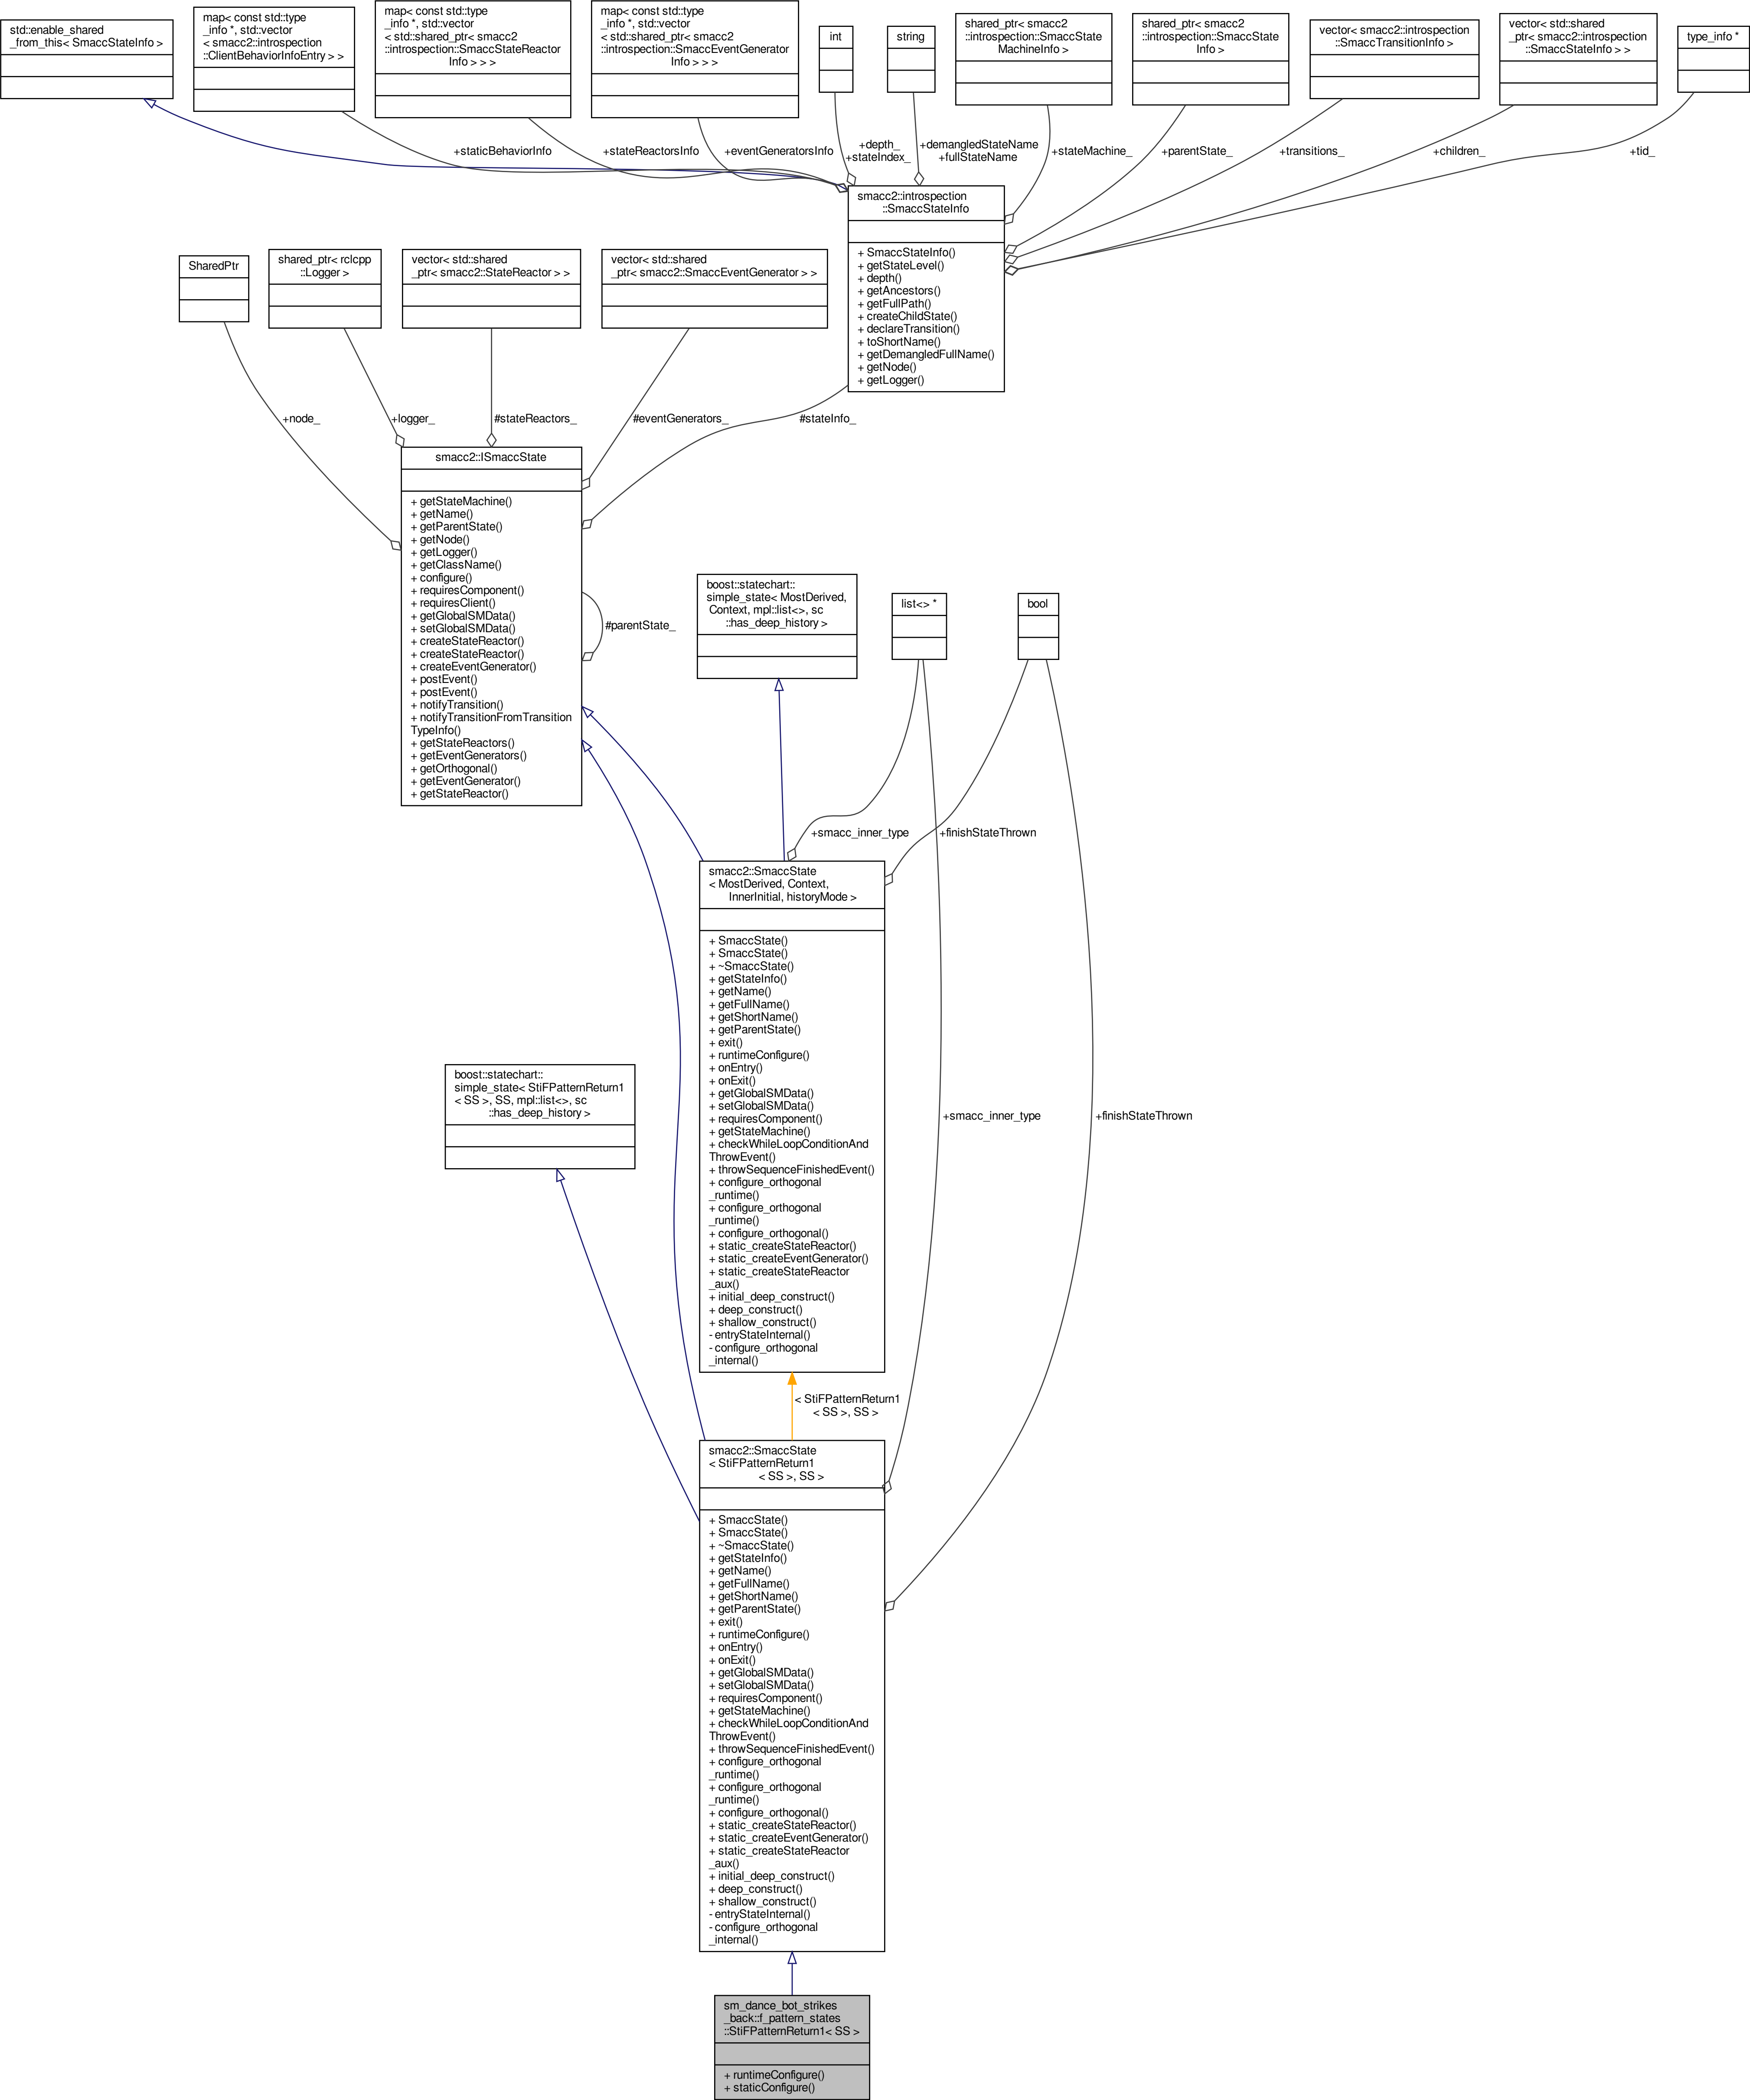 std::enable_shared
_from_this< SmaccStateInfo >
map< const std::type
_info *, std::vector
< smacc2::introspection
::ClientBehaviorInfoEntry > >
map< const std::type
_info *, std::vector
< std::shared_ptr< smacc2
::introspection::SmaccStateReactor
Info > > >
map< const std::type
_info *, std::vector
< std::shared_ptr< smacc2
::introspection::SmaccEventGenerator
Info > > >
int
string
shared_ptr< smacc2
::introspection::SmaccState
MachineInfo >
shared_ptr< smacc2
::introspection::SmaccState
Info >
vector< smacc2::introspection
::SmaccTransitionInfo >
vector< std::shared
_ptr< smacc2::introspection
::SmaccStateInfo > >
type_info *
+staticBehaviorInfo
+stateReactorsInfo
+eventGeneratorsInfo
+depth_
+stateIndex_
+demangledStateName
+fullStateName
+stateMachine_
+parentState_
+transitions_
+children_
+tid_
smacc2::introspection
::SmaccStateInfo
+ SmaccStateInfo()
+ getStateLevel()
+ depth()
+ getAncestors()
+ getFullPath()
+ createChildState()
+ declareTransition()
+ toShortName()
+ getDemangledFullName()
+ getNode()
+ getLogger()
SharedPtr
shared_ptr< rclcpp
::Logger >
vector< std::shared
_ptr< smacc2::StateReactor > >
vector< std::shared
_ptr< smacc2::SmaccEventGenerator > >
+node_
+logger_
#stateReactors_
#eventGenerators_
#stateInfo_
smacc2::ISmaccState
+ getStateMachine()
+ getName()
+ getParentState()
+ getNode()
+ getLogger()
+ getClassName()
+ configure()
+ requiresComponent()
+ requiresClient()
+ getGlobalSMData()
+ setGlobalSMData()
+ createStateReactor()
+ createStateReactor()
+ createEventGenerator()
+ postEvent()
+ postEvent()
+ notifyTransition()
+ notifyTransitionFromTransition
TypeInfo()
+ getStateReactors()
+ getEventGenerators()
+ getOrthogonal()
+ getEventGenerator()
+ getStateReactor()
#parentState_
boost::statechart::
simple_state< MostDerived,
Context, mpl::list<>, sc
::has_deep_history >
list<> *
bool
+smacc_inner_type
+finishStateThrown
smacc2::SmaccState
< MostDerived, Context,
InnerInitial, historyMode >
+ SmaccState()
+ SmaccState()
+ ~SmaccState()
+ getStateInfo()
+ getName()
+ getFullName()
+ getShortName()
+ getParentState()
+ exit()
+ runtimeConfigure()
+ onEntry()
+ onExit()
+ getGlobalSMData()
+ setGlobalSMData()
+ requiresComponent()
+ getStateMachine()
+ checkWhileLoopConditionAnd
ThrowEvent()
+ throwSequenceFinishedEvent()
+ configure_orthogonal
_runtime()
+ configure_orthogonal
_runtime()
+ configure_orthogonal()
+ static_createStateReactor()
+ static_createEventGenerator()
+ static_createStateReactor
_aux()
+ initial_deep_construct()
+ deep_construct()
+ shallow_construct()
- entryStateInternal()
- configure_orthogonal
_internal()
boost::statechart::
simple_state< StiFPatternReturn1
< SS >, SS, mpl::list<>, sc
::has_deep_history >
+smacc_inner_type
+finishStateThrown
< StiFPatternReturn1
< SS >, SS >
smacc2::SmaccState
< StiFPatternReturn1
< SS >, SS >
+ SmaccState()
+ SmaccState()
+ ~SmaccState()
+ getStateInfo()
+ getName()
+ getFullName()
+ getShortName()
+ getParentState()
+ exit()
+ runtimeConfigure()
+ onEntry()
+ onExit()
+ getGlobalSMData()
+ setGlobalSMData()
+ requiresComponent()
+ getStateMachine()
+ checkWhileLoopConditionAnd
ThrowEvent()
+ throwSequenceFinishedEvent()
+ configure_orthogonal
_runtime()
+ configure_orthogonal
_runtime()
+ configure_orthogonal()
+ static_createStateReactor()
+ static_createEventGenerator()
+ static_createStateReactor
_aux()
+ initial_deep_construct()
+ deep_construct()
+ shallow_construct()
- entryStateInternal()
- configure_orthogonal
_internal()
sm_dance_bot_strikes
_back::f_pattern_states
::StiFPatternReturn1< SS >
+ runtimeConfigure()
+ staticConfigure()